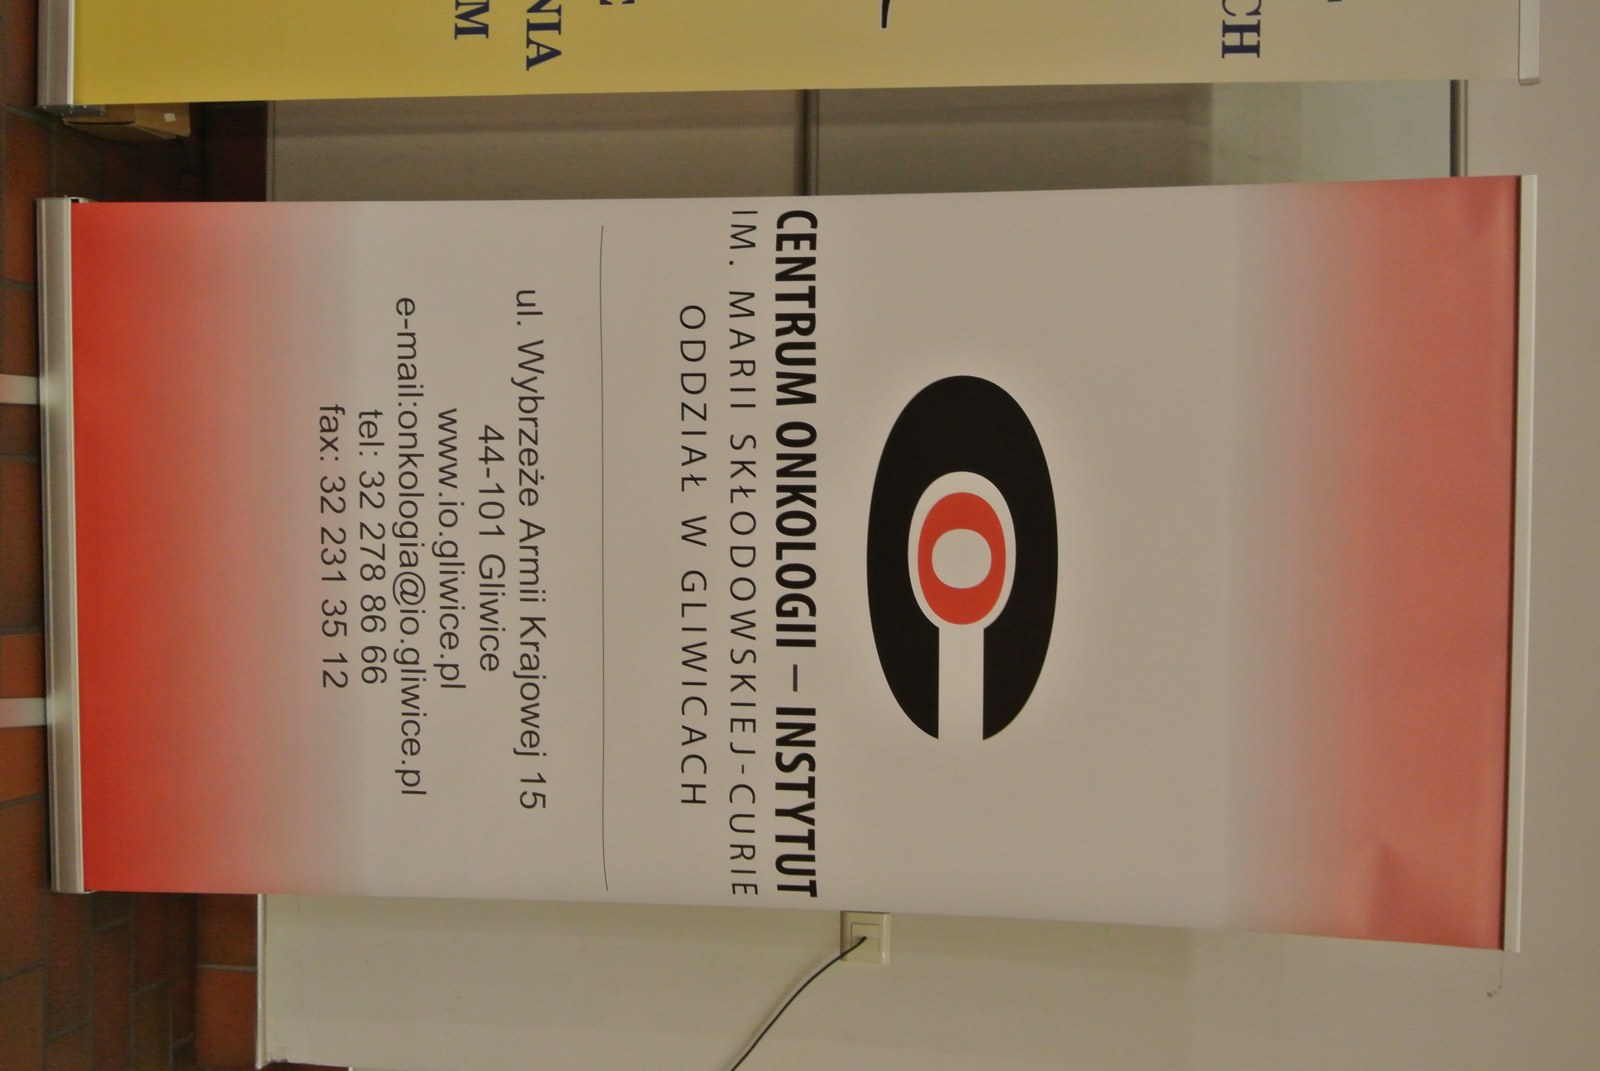 CENTRUM ONKOLOGII – INSTYTUT
IM. MARII SKŁODOWSKIEJ-CURIE
ODDZIAŁ W GLIWICACH
ul. Wybrzeże Armii Krajowej 15
44-101 Gliwice
www.io.gliwice.pl
e-mail:onkologia@io.gliwice.pl
tel: 32 278 86 66
fax: 32 231 35 12